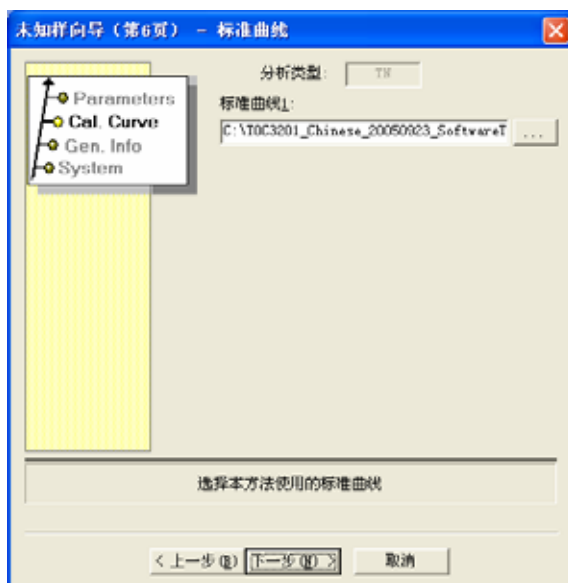 未知样向导(第6页) - 标准曲线
Parameters
Cal. Curve
Gen. Info
System
分析类型: TN
标准曲线1:
C:\TOC3201_Chinese_20050923_SoftwareT ...
选择本方法使用的标准曲线
< 上一步(B) 下一步(N) > 取消